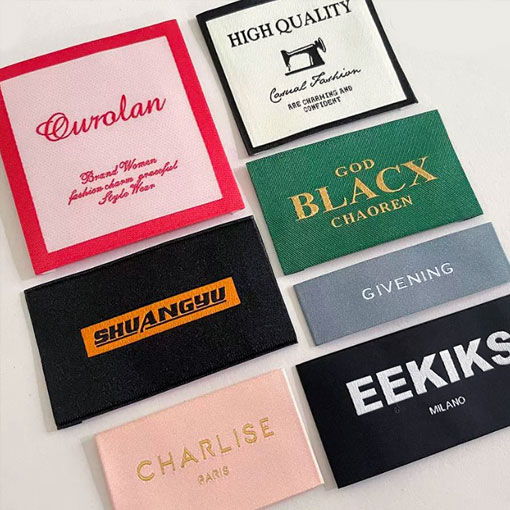 Ourolan
Brand Women
fashion charm graceful
Style Wear
HIGH QUALITY
Casual Fashion
ARE CHARMING AND
CONFIDENT
GOD
BLACX
CHAOREN
GIVENING
SHUANGYU
EEKIKS
MILANO
CHARLISE
PARIS